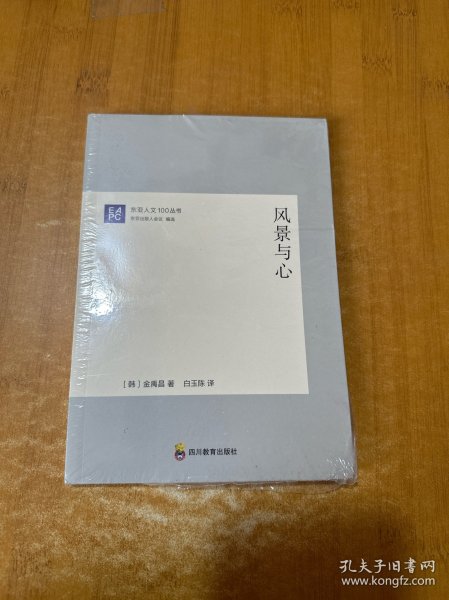 EA
PC
东亚人文100丛书
东亚出版人会议 编选
风景与心
[韩]金禹昌 著 白玉陈 译
四川教育出版社
孔夫子旧书网
www.kongfz.com